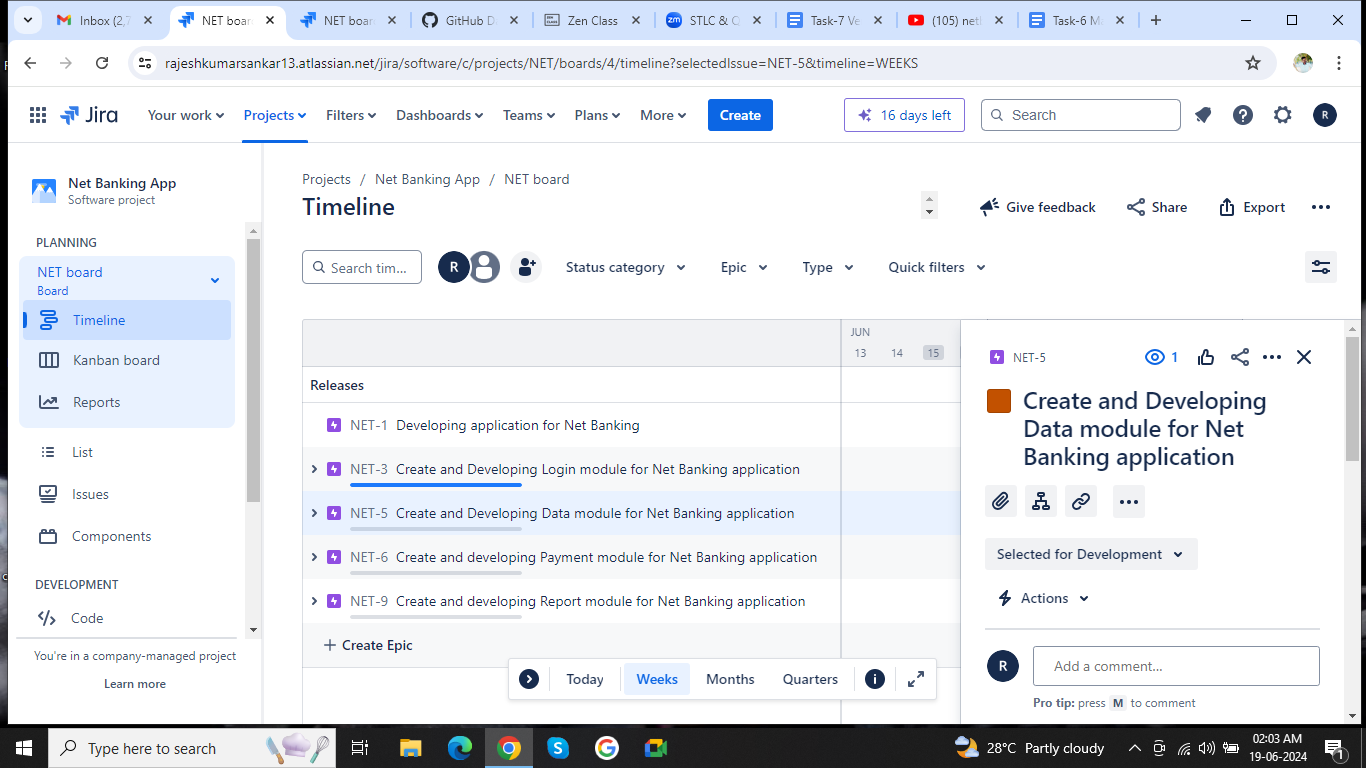 Inbox (2,7
NET boar
NET boar
GitHub D
Zen Class
STLC & C
Task-7 Ve
(105) neti
Task-6 M
rajeshkumarsankar13.atlassian.net/jira/software/c/projects/NET/boards/4/timeline?selectedIssue=NET-5&timeline=WEEKS
Jira
Your work
Projects
Filters
Dashboards
Teams
Plans
More
Create
16 days left
Search
R
Net Banking App
Software project
PLANNING
NET board
Board
Timeline
Kanban board
Reports
List
Issues
Components
DEVELOPMENT
Code
You're in a company-managed project
Learn more
Projects / Net Banking App / NET board
Timeline
Give feedback
Share
Export
Search tim...
R
Status category
Epic
Type
Quick filters
JUN
13 14 15
Releases
NET-1 Developing application for Net Banking
NET-3 Create and Developing Login module for Net Banking application
NET-5 Create and Developing Data module for Net Banking application
NET-6 Create and developing Payment module for Net Banking application
NET-9 Create and developing Report module for Net Banking application
+ Create Epic
Today
Weeks
Months
Quarters
NET-5
1
Create and Developing
Data module for Net
Banking application
Selected for Development
Actions
R
Add a comment...
Pro tip: press M to comment
Type here to search
28°C Partly cloudy
02:03 AM
19-06-2024
1